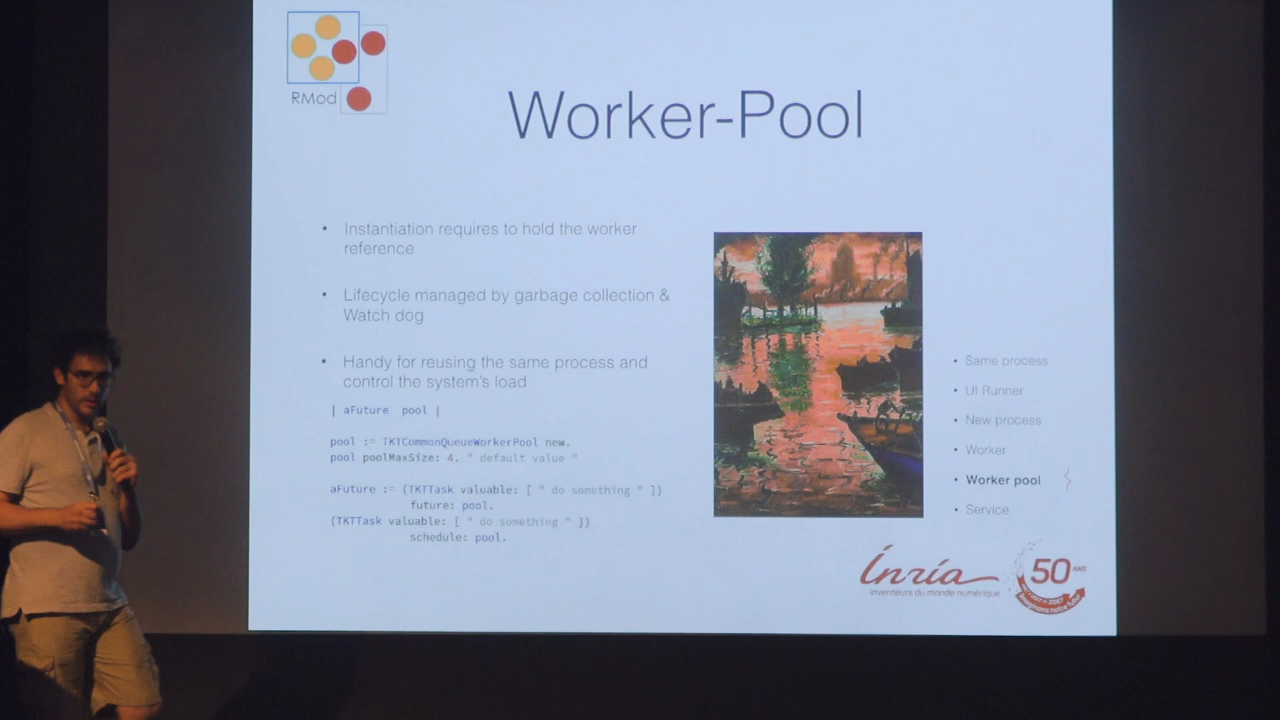 RMod
Worker-Pool
• Instantiation requires to hold the worker
reference
• Lifecycle managed by garbage collection &
Watch dog
• Handy for reusing the same process and
control the system's load
| aFuture pool |
pool := TKTCommonQueueWorkerPool new.
pool poolMaxSize: 4. " default value "
aFuture := (TKTTask valuable: [ " do something " ])
future: pool.
(TKTTask valuable: [ " do something " ])
schedule: pool.
• Same process
• UI Runner
• New process
• Worker
• Worker pool
• Service
Inria
inventeurs du monde numérique
50 ANS